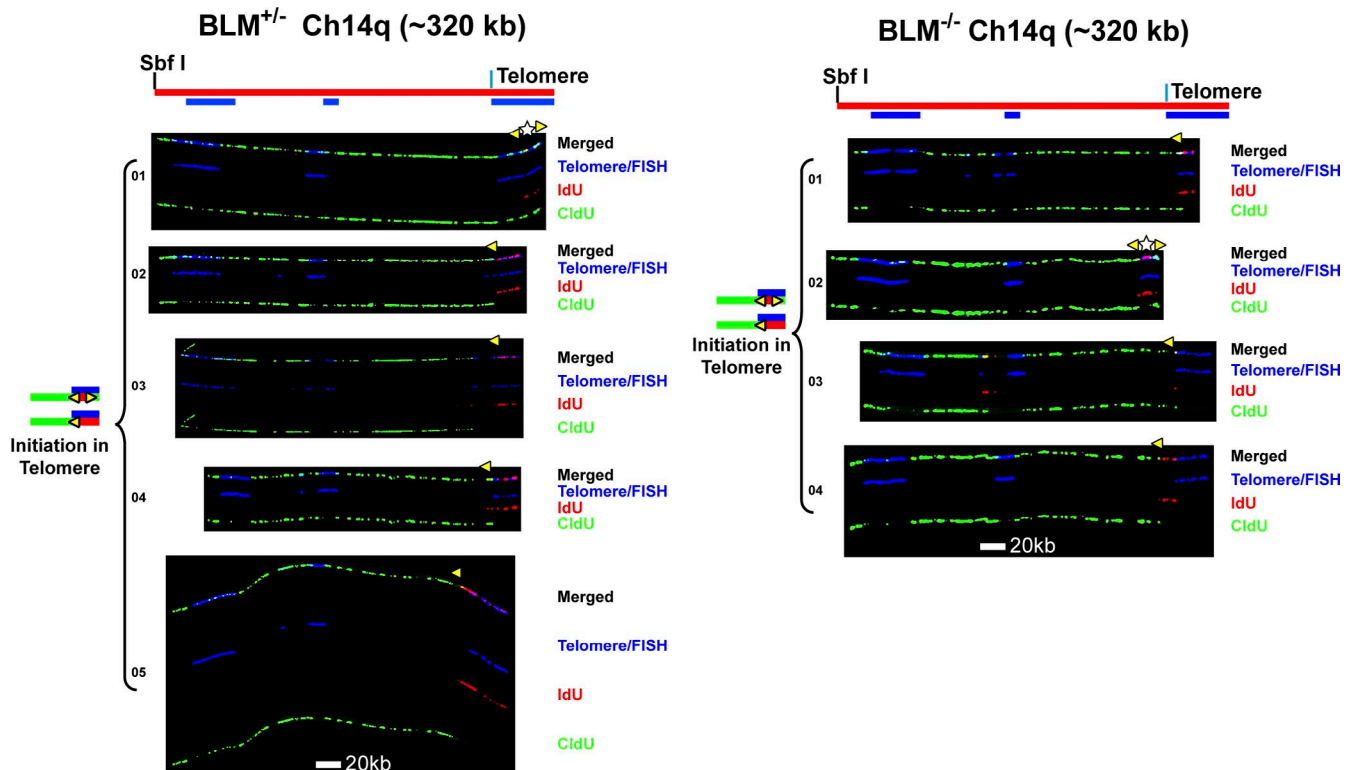 BLM+/- Ch14q (~320 kb)
Sbf I
Telomere
01
Merged
Telomere/FISH
IdU
CldU
02
Merged
Telomere/FISH
IdU
CldU
03
Merged
Telomere/FISH
IdU
CldU
Initiation in
Telomere
04
Merged
Telomere/FISH
IdU
CldU
05
Merged
Telomere/FISH
IdU
CldU
20kb
BLM-/- Ch14q (~320 kb)
Sbf I
Telomere
01
Merged
Telomere/FISH
IdU
CldU
02
Merged
Telomere/FISH
IdU
CldU
Initiation in
Telomere
03
Merged
Telomere/FISH
IdU
CldU
04
Merged
Telomere/FISH
IdU
CldU
20kb